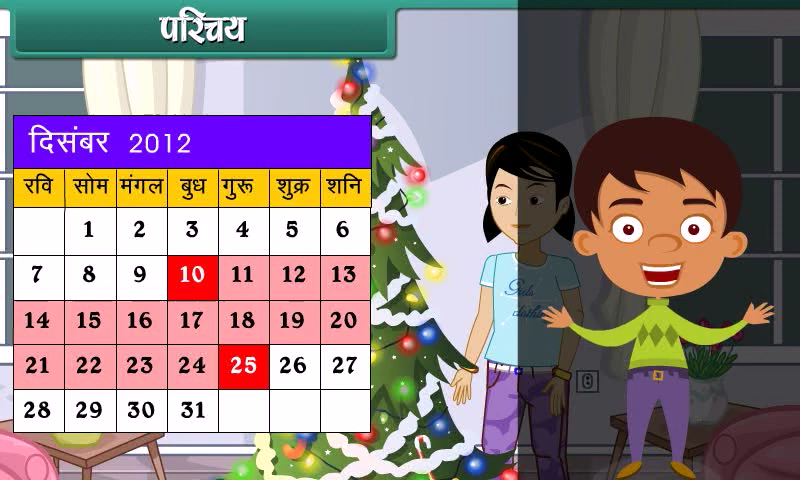 परिचय
दिसंबर 2012
रवि सोम मंगल बुध गुरू शुक्र शनि
1 2 3 4 5 6
7 8 9 10 11 12 13
14 15 16 17 18 19 20
21 22 23 24 25 26 27
28 29 30 31
Girls